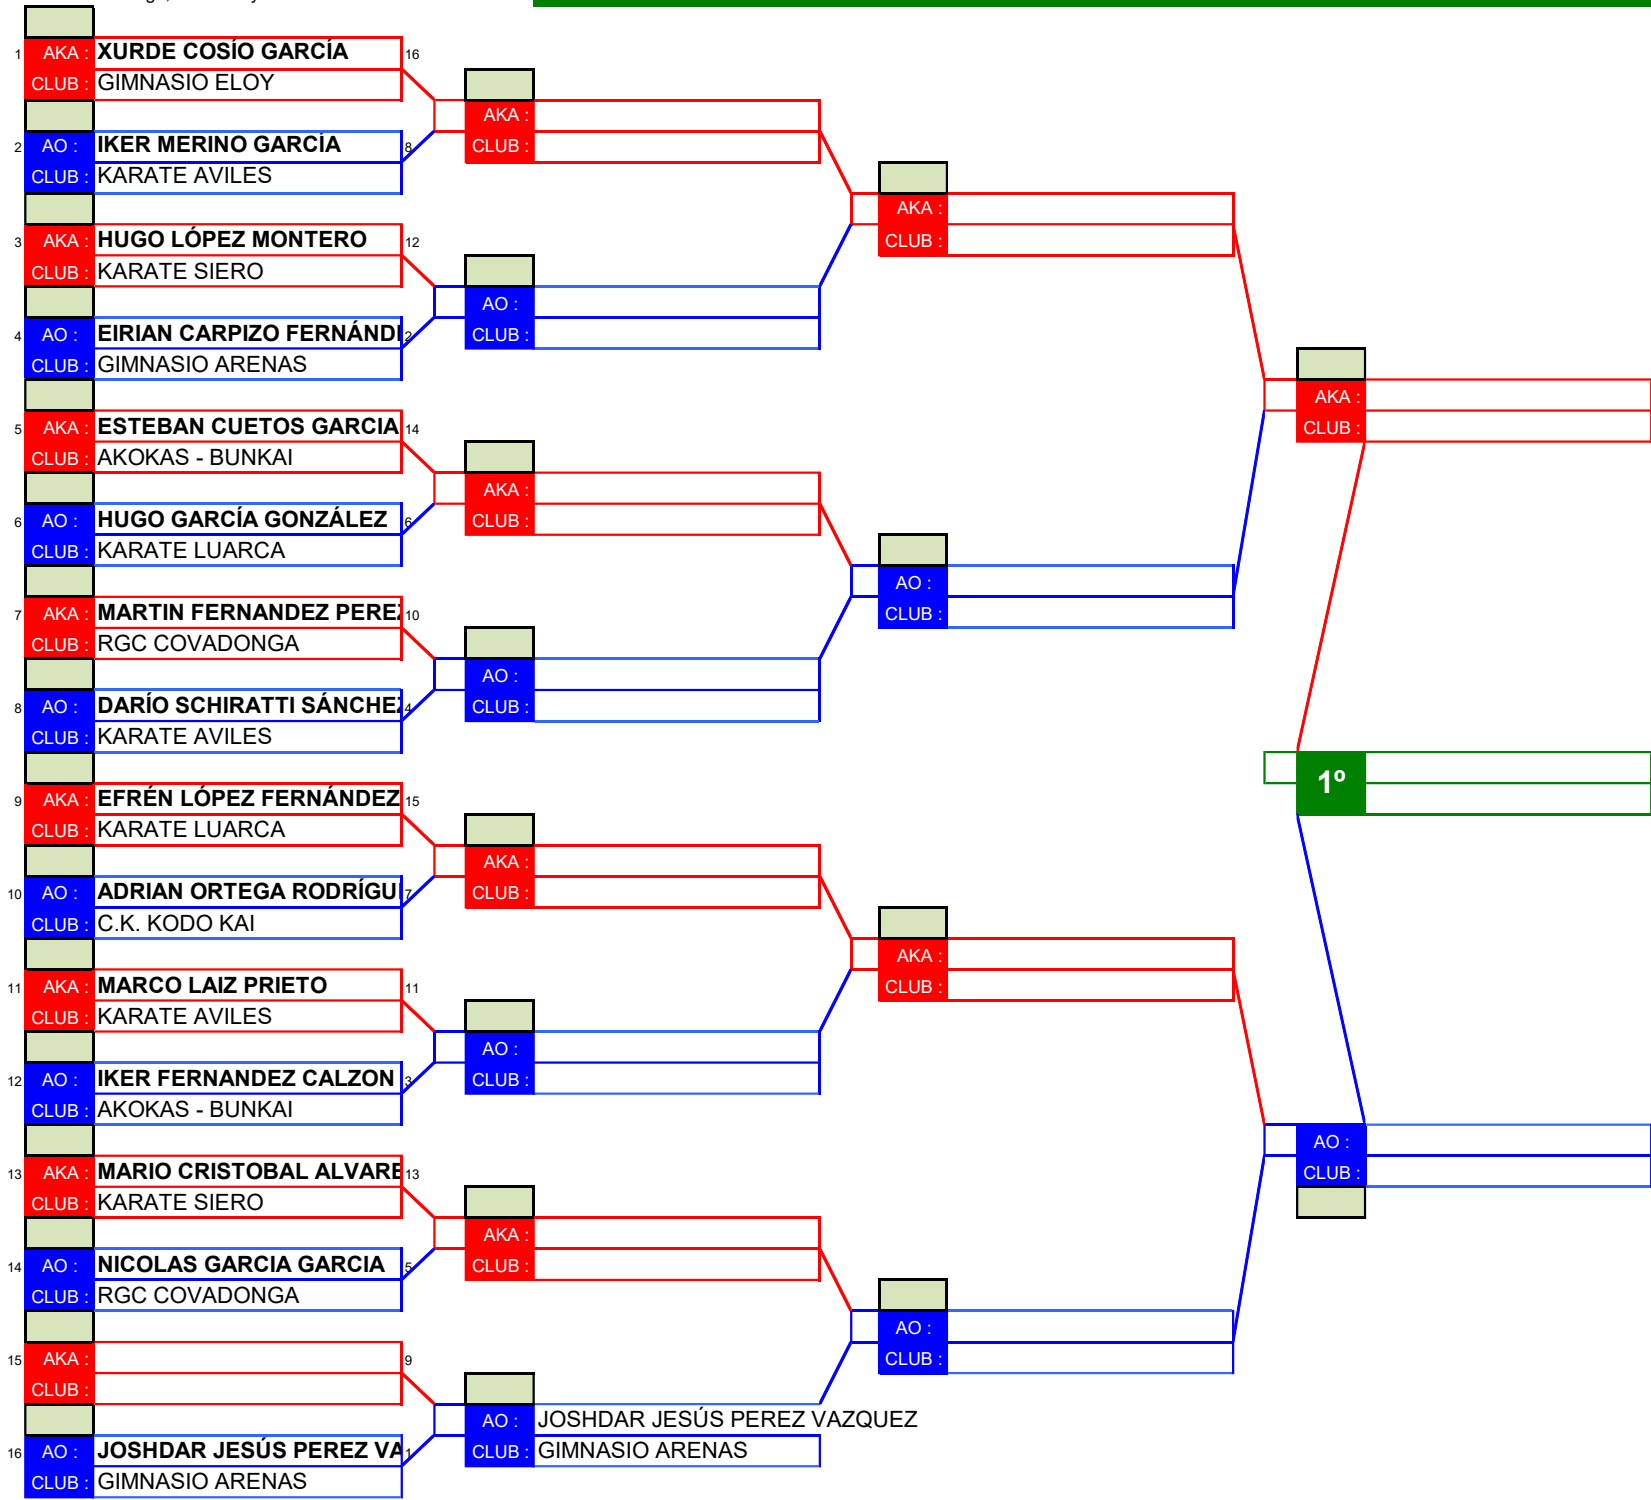 1 AKA : XURDE COSÍO GARCÍA 16
CLUB : GIMNASIO ELOY
2 AO : IKER MERINO GARCÍA 8
CLUB : KARATE AVILES
3 AKA : HUGO LÓPEZ MONTERO 12
CLUB : KARATE SIERO
4 AO : EIRIAN CARPIZO FERNÁND 2
CLUB : GIMNASIO ARENAS
5 AKA : ESTEBAN CUETOS GARCIA 14
CLUB : AKOKAS - BUNKAI
6 AO : HUGO GARCÍA GONZÁLEZ 6
CLUB : KARATE LUARCA
7 AKA : MARTIN FERNANDEZ PEREZ 10
CLUB : RGC COVADONGA
8 AO : DARÍO SCHIRATTI SÁNCHEZ 4
CLUB : KARATE AVILES
9 AKA : EFRÉN LÓPEZ FERNÁNDEZ 15
CLUB : KARATE LUARCA
10 AO : ADRIAN ORTEGA RODRÍGU 7
CLUB : C.K. KODO KAI
11 AKA : MARCO LAIZ PRIETO 11
CLUB : KARATE AVILES
12 AO : IKER FERNANDEZ CALZON 3
CLUB : AKOKAS - BUNKAI
13 AKA : MARIO CRISTOBAL ALVARE 13
CLUB : KARATE SIERO
14 AO : NICOLAS GARCIA GARCIA 5
CLUB : RGC COVADONGA
15 AKA : 9
CLUB :
16 AO : JOSHDAR JESÚS PEREZ VA 1
CLUB : GIMNASIO ARENAS
AKA :
CLUB :
AO :
CLUB :
AKA :
CLUB :
AO :
CLUB :
AKA :
CLUB :
AO :
CLUB :
AKA :
CLUB :
AO : JOSHDAR JESÚS PEREZ VAZQUEZ
CLUB : GIMNASIO ARENAS
AKA :
CLUB :
AO :
CLUB :
AKA :
CLUB :
AO :
CLUB :
AKA :
CLUB :
1º
AO :
CLUB :